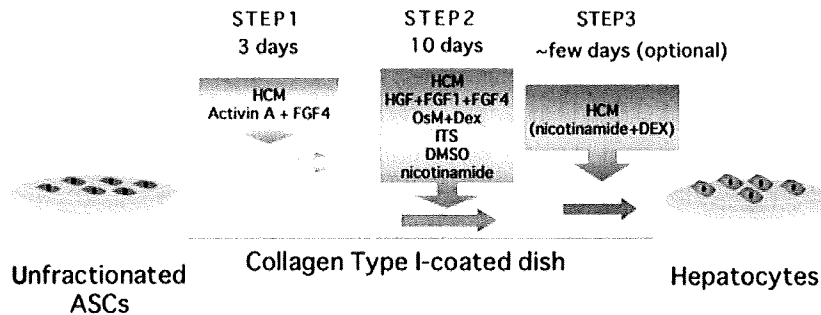 STEP1
3 days
HCM
Activin A + FGF4
STEP2
10 days
HCM
HGF+FGF1+FGF4
OsM+Dex
ITS
DMSO
nicotinamide
STEP3
~few days (optional)
HCM
(nicotinamide+DEX)
Unfractionated
ASCs
Collagen Type I-coated dish
Hepatocytes